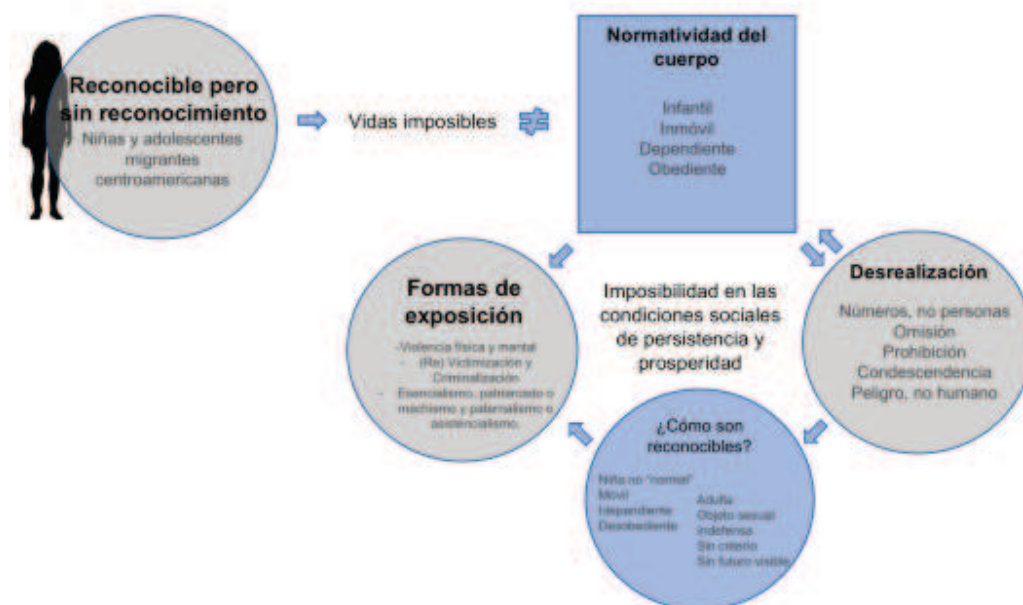 Reconocible pero
sin reconocimiento
Niñas y adolescentes
migrantes
centroamericanas
Vidas imposibles
≠
Normatividad del
cuerpo
Infantil
Inmóvil
Dependiente
Obediente
Formas de
exposición
-Violencia física y mental
- (Re) Victimización y
Criminalización
- Esencialismo, patriarcado o
machismo y paternalismo o
asistencialismo.
Imposibilidad en las
condiciones sociales
de persistencia y
prosperidad
Desrealización
Números, no personas
Omisión
Prohibición
Condescendencia
Peligro, no humano
¿Cómo son
reconocibles?
Niña no "normal"
Móvil
Idependiente
Desobediente
Adulta
Objeto sexual
Indefensa
Sin criterio
Sin futuro visible